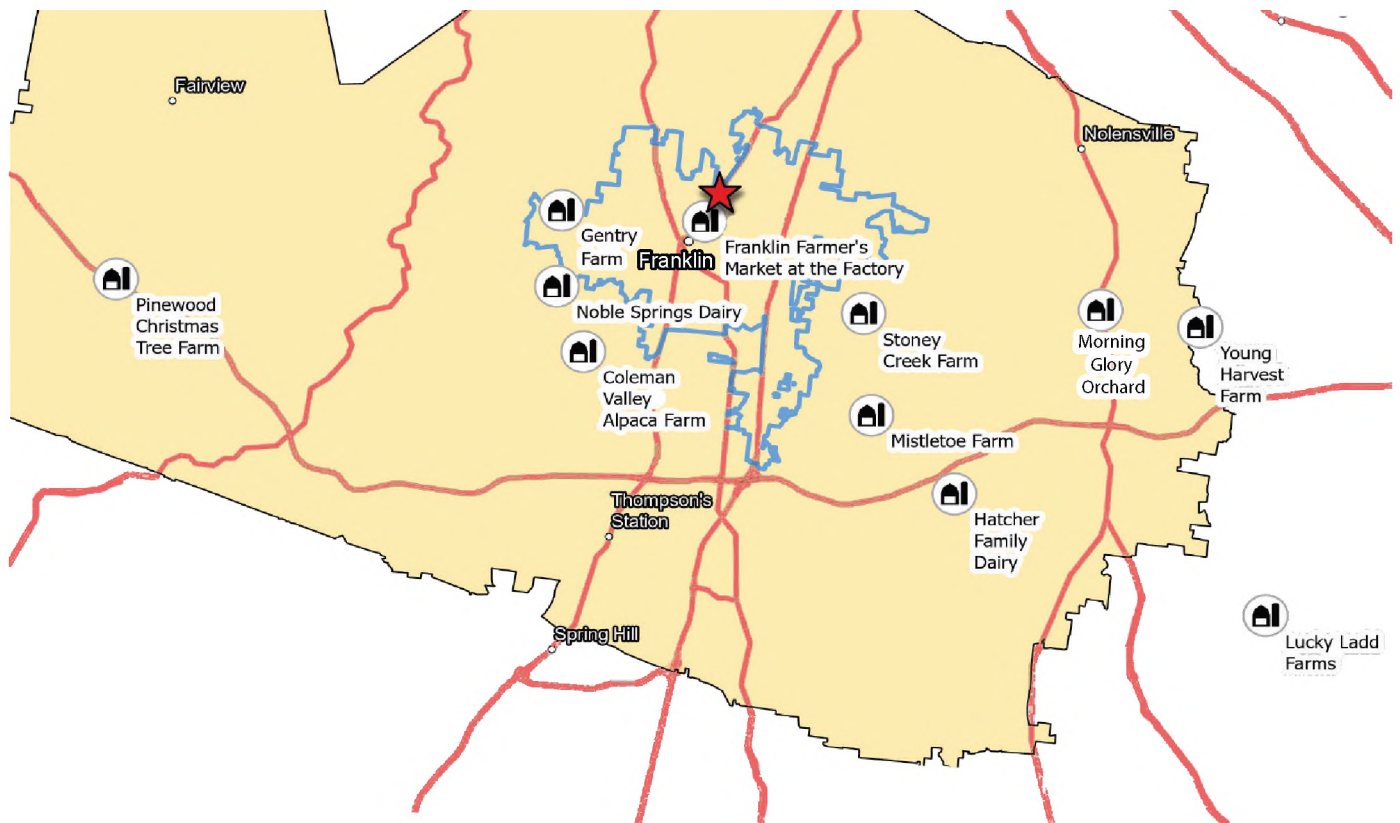 Fairview
Nolensville
Gentry
Farm
Franklin
Franklin Farmer's
Market at the Factory
Pinewood
Christmas
Tree Farm
Noble Springs Dairy
Stoney
Creek Farm
Morning
Glory
Orchard
Young
Harvest
Farm
Coleman
Valley
Alpaca Farm
Mistletoe Farm
Thompson's
Station
Hatcher
Family
Dairy
Spring Hill
Lucky Ladd
Farms